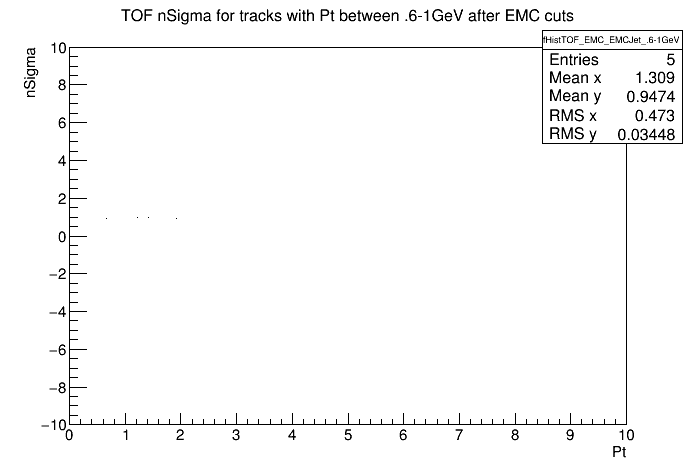 TOF nSigma for tracks with Pt between .6-1GeV after EMC cuts
fHistTOF_EMC_EMCJet_.6-1GeV
Entries 5
Mean x 1.309
Mean y 0.9474
RMS x 0.473
RMS y 0.03448
nSigma
10
8
6
4
2
0
−2
−4
−6
−8
−10
0 1 2 3 4 5 6 7 8 9 10
Pt